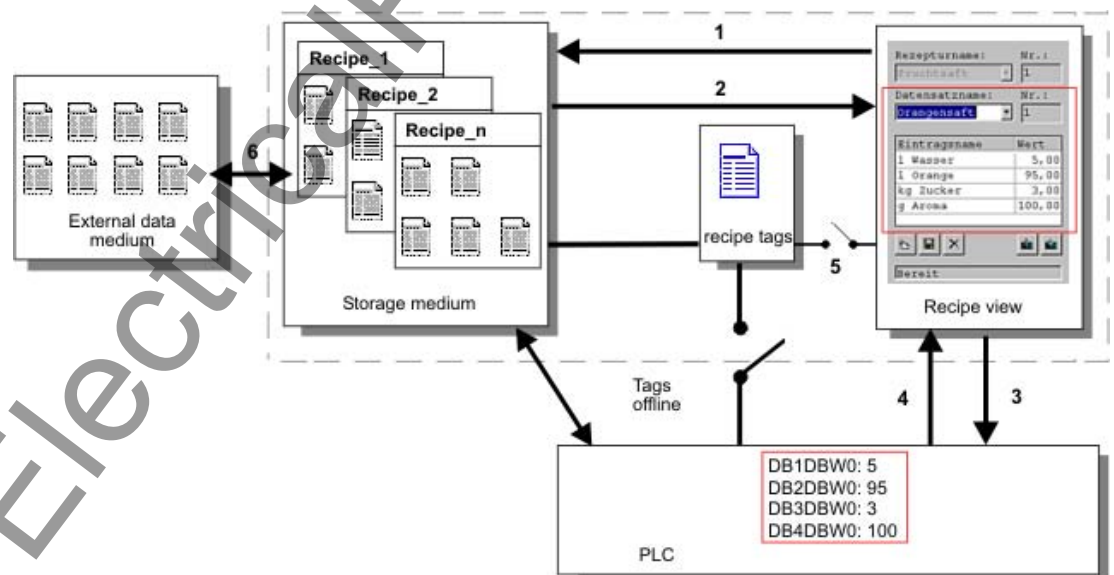 1
Recipe_1
Recipe_2
Recipe_n
2
6
External data
medium
Storage medium
recipe tags
5
Rezepturname:
Nr.:
Fruchtsaft
1
Datensatzname:
Nr.:
Orangensaft
1
Eintragsname
Wert
l Wasser
5,00
l Orange
95,00
kg Zucker
3,00
g Aroma
100,00
Bereit
Recipe view
Tags
offline
4
3
DB1DBW0: 5
DB2DBW0: 95
DB3DBW0: 3
DB4DBW0: 100
PLC